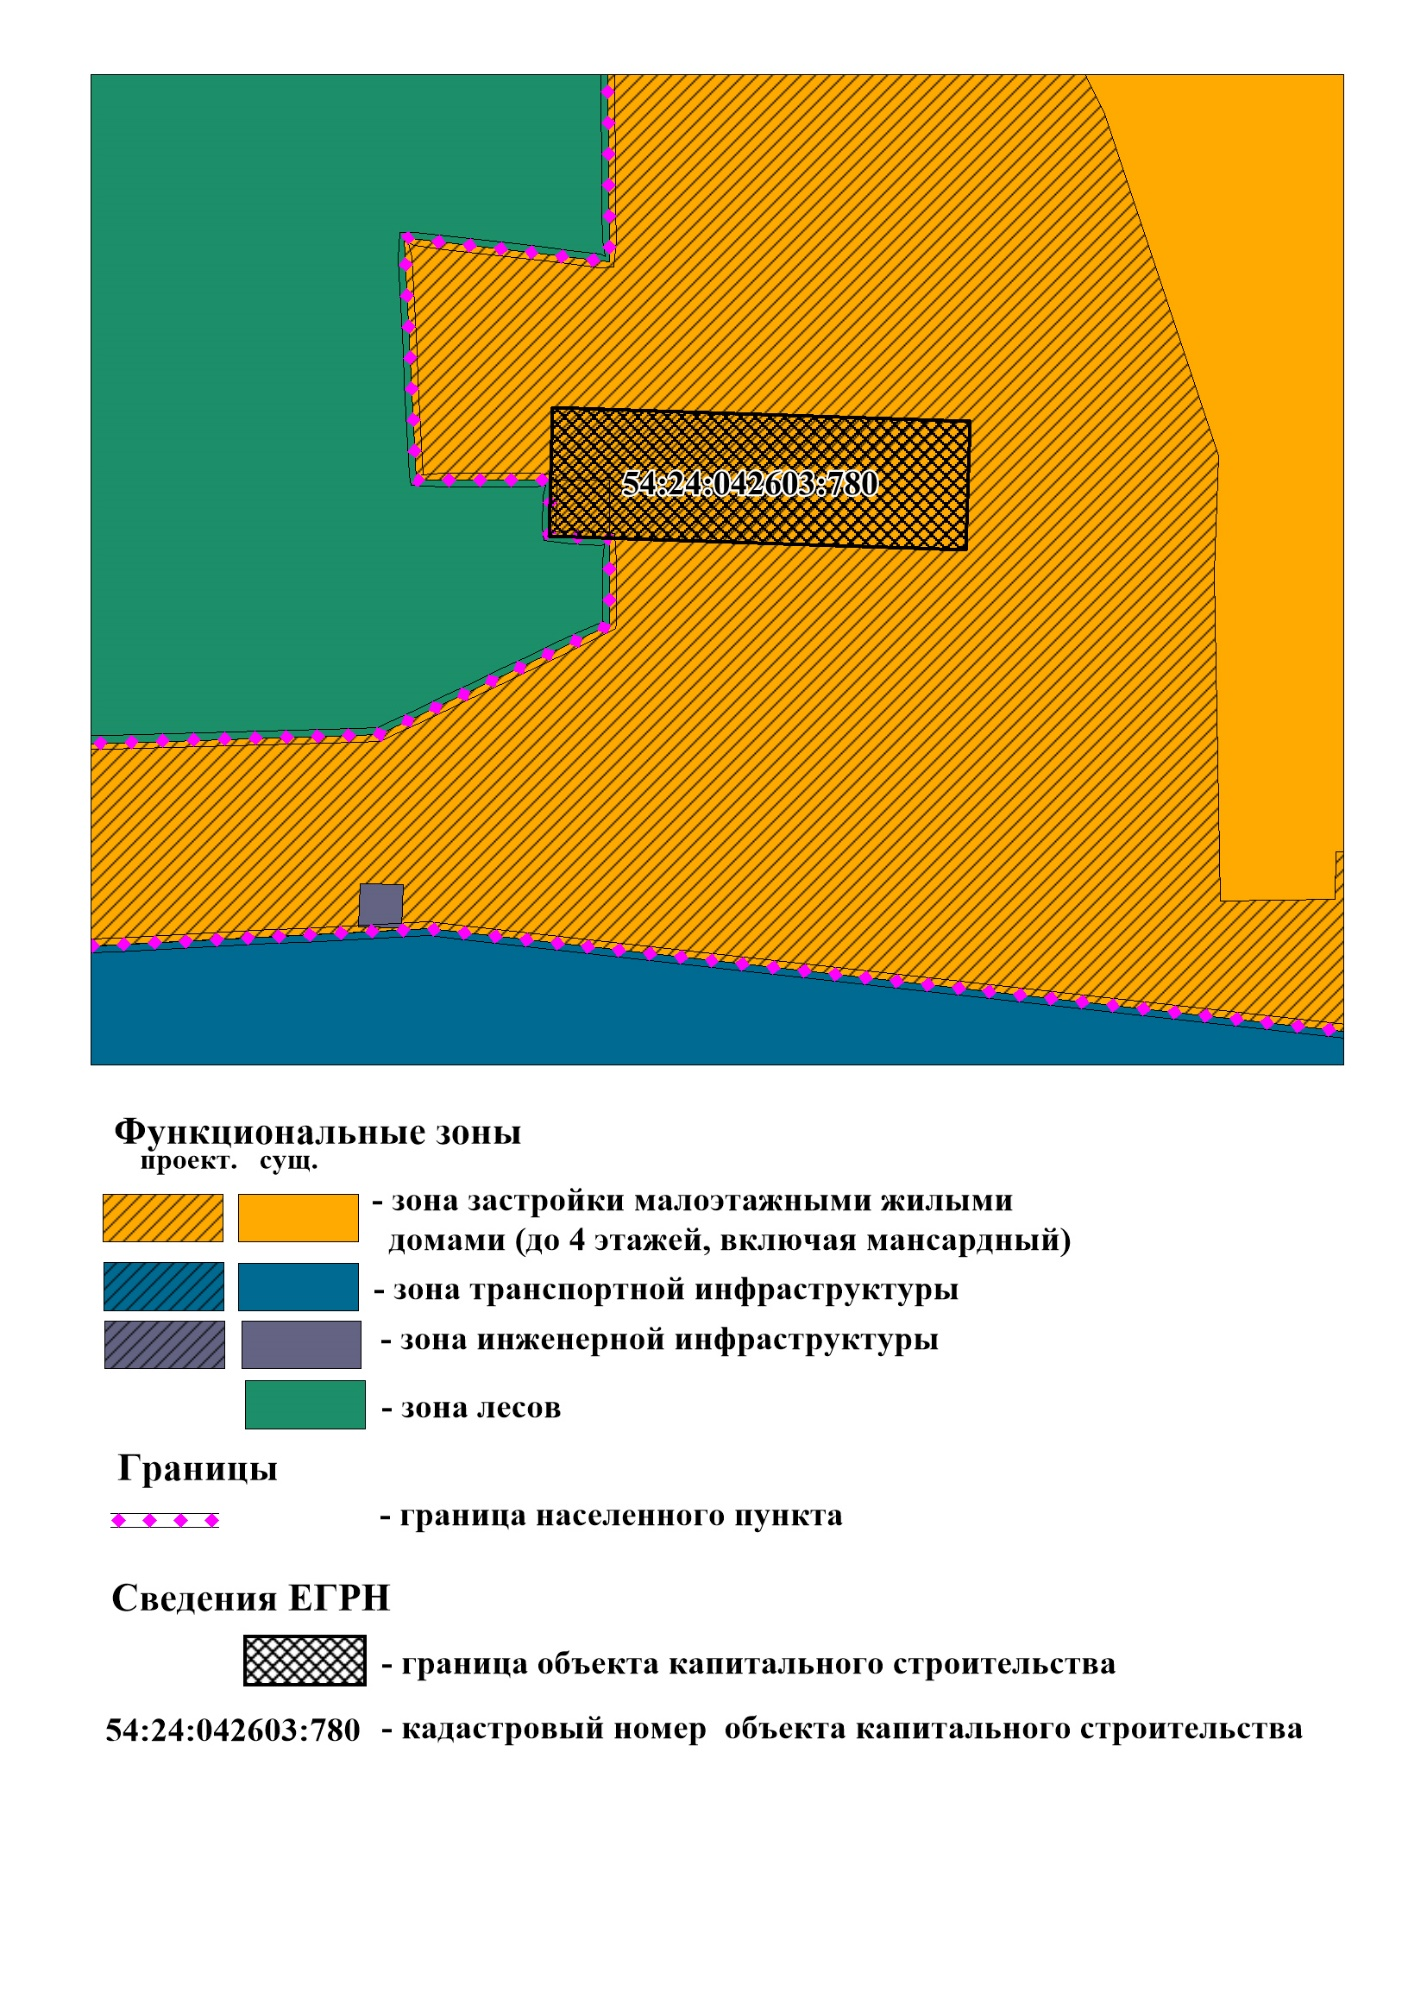 54:24:042603:780
Функциональные зоны
проект. сущ.
- зона застройки малоэтажными жилыми
домами (до 4 этажей, включая мансардный)
- зона транспортной инфраструктуры
- зона инженерной инфраструктуры
- зона лесов
Границы
- граница населенного пункта
Сведения ЕГРН
- граница объекта капитального строительства
54:24:042603:780 - кадастровый номер объекта капитального строительства